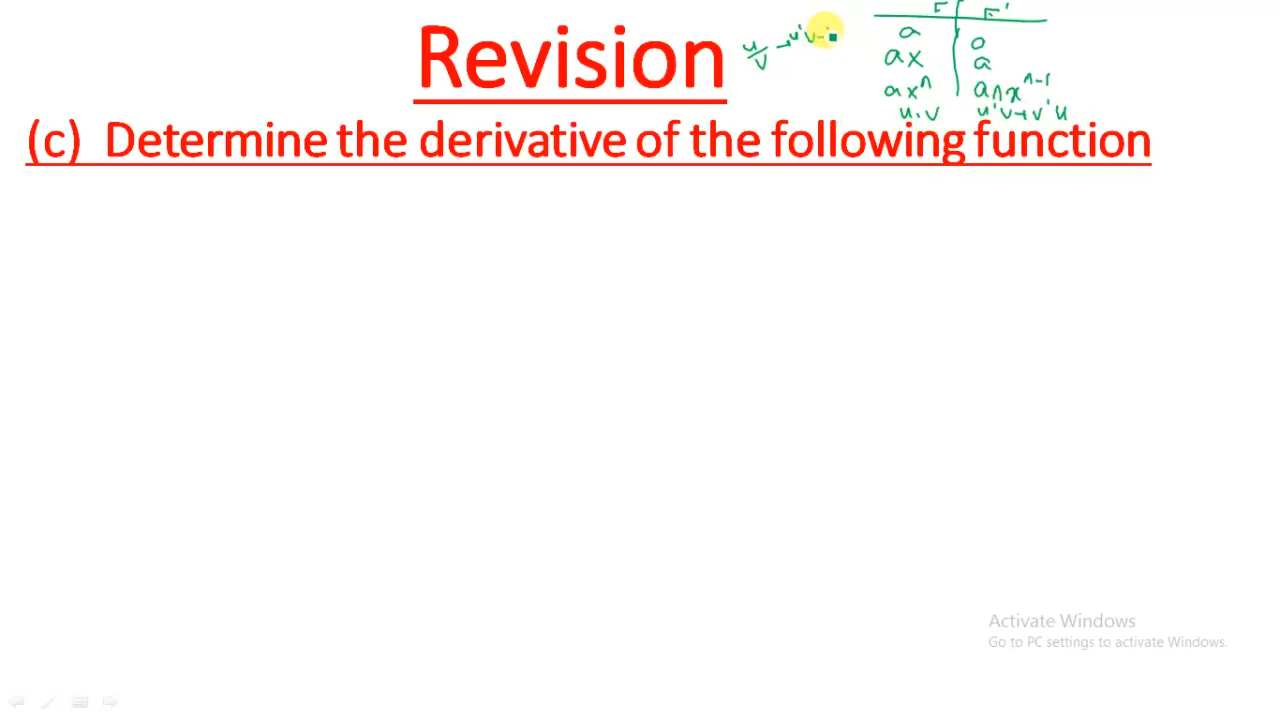 Revision
F F'
a 0
ax a
ax^n anx^{n-1}
u.v u'v+v'u
u/v → u'v-
(c) Determine the derivative of the following function
Activate Windows
Go to PC settings to activate Windows.